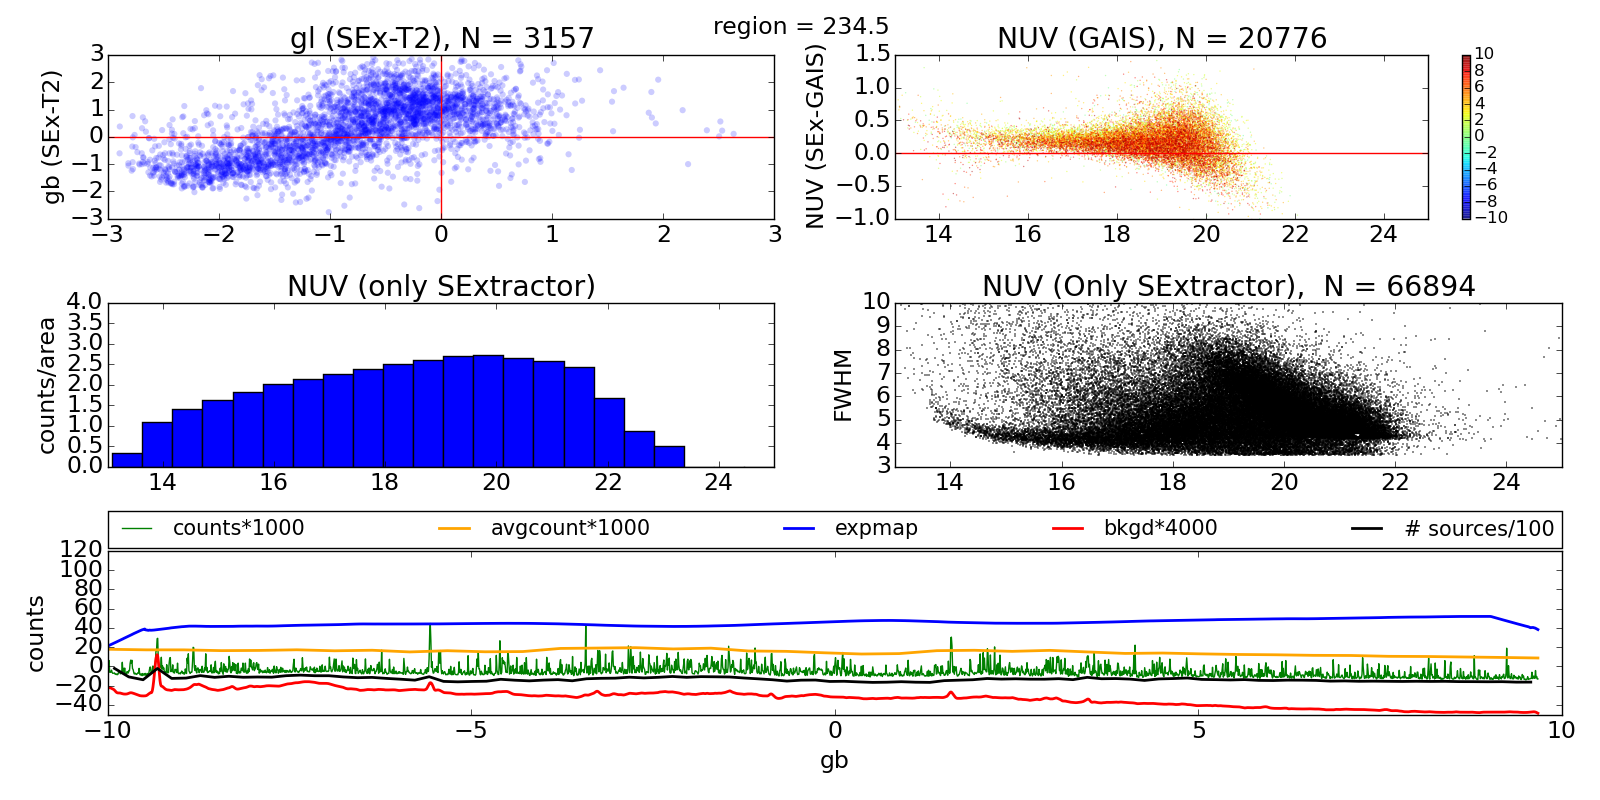 region = 234.5
gl (SEx-T2), N = 3157
gb (SEx-T2)
3
2
1
0
−1
−2
−3
−3 −2 −1 0 1 2 3
NUV (GAIS), N = 20776
NUV (SEx-GAIS)
1.5
1.0
0.5
0.0
−0.5
−1.0
14 16 18 20 22 24
10
8
6
4
2
0
−2
−4
−6
−8
−10
NUV (only SExtractor)
counts/area
4.0
3.5
3.0
2.5
2.0
1.5
1.0
0.5
0.0
14 16 18 20 22 24
NUV (Only SExtractor), N = 66894
FWHM
10
9
8
7
6
5
4
3
14 16 18 20 22 24
counts*1000 avgcount*1000 expmap bkgd*4000 # sources/100
counts
120
100
80
60
40
20
0
−20
−40
−10 −5 0 5 10
gb